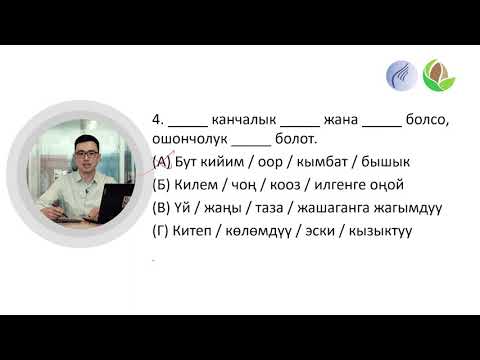 4. _____ канчалык _____ жана _____ болсо,
ошончолук _____ болот.
(А) Бут кийим / оор / кымбат / бышык
(Б) Килем / чоң / кооз / илгенге оңой
(В) Үй / жаңы / таза / жашаганга жагымдуу
(Г) Китеп / көлөмдүү / эски / кызыктуу